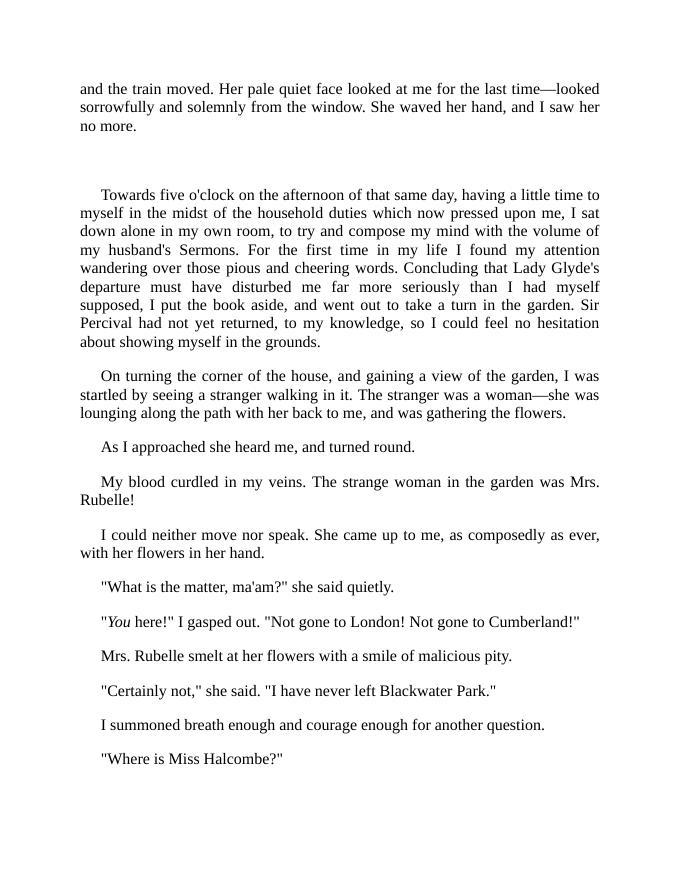 and the train moved. Her pale quiet face looked at me for the last time—looked
sorrowfully and solemnly from the window. She waved her hand, and I saw her
no more.
Towards five o'clock on the afternoon of that same day, having a little time to
myself in the midst of the household duties which now pressed upon me, I sat
down alone in my own room, to try and compose my mind with the volume of
my husband's Sermons. For the first time in my life I found my attention
wandering over those pious and cheering words. Concluding that Lady Glyde's
departure must have disturbed me far more seriously than I had myself
supposed, I put the book aside, and went out to take a turn in the garden. Sir
Percival had not yet returned, to my knowledge, so I could feel no hesitation
about showing myself in the grounds.
On turning the corner of the house, and gaining a view of the garden, I was
startled by seeing a stranger walking in it. The stranger was a woman—she was
lounging along the path with her back to me, and was gathering the flowers.
As I approached she heard me, and turned round.
My blood curdled in my veins. The strange woman in the garden was Mrs.
Rubelle!
I could neither move nor speak. She came up to me, as composedly as ever,
with her flowers in her hand.
"What is the matter, ma'am?" she said quietly.
"You here!" I gasped out. "Not gone to London! Not gone to Cumberland!"
Mrs. Rubelle smelt at her flowers with a smile of malicious pity.
"Certainly not," she said. "I have never left Blackwater Park."
I summoned breath enough and courage enough for another question.
"Where is Miss Halcombe?"